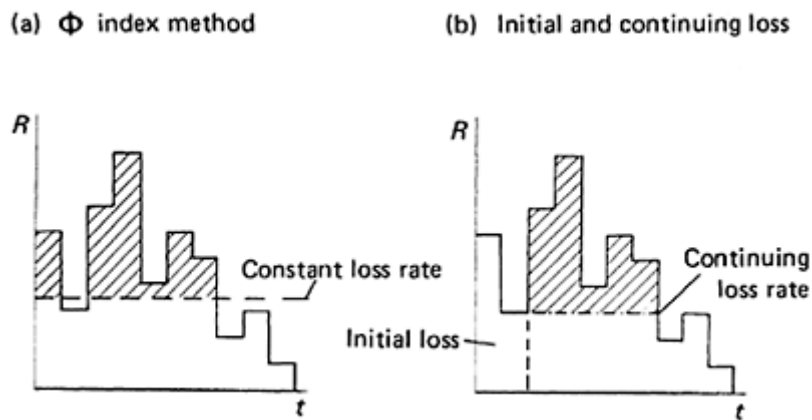 (a) Φ index method
(b) Initial and continuing loss
R
Constant loss rate
t
R
Continuing
loss rate
Initial loss
t